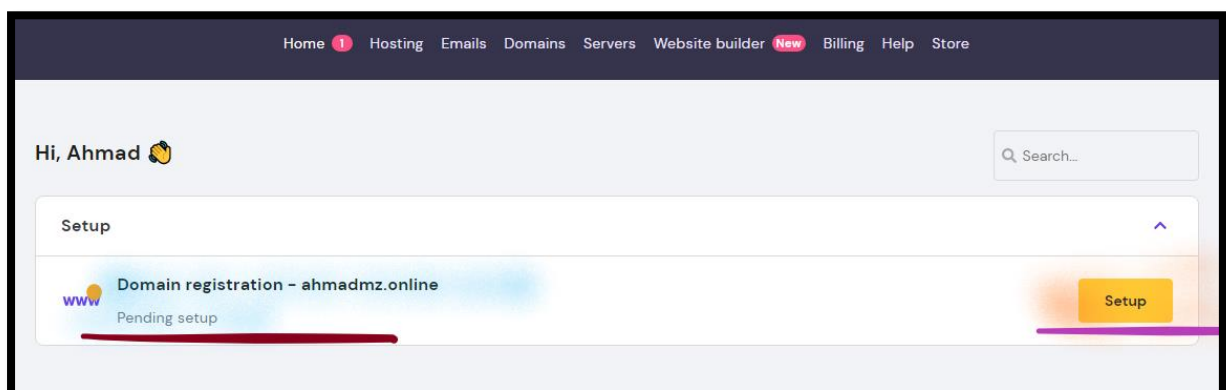 Home 1 Hosting Emails Domains Servers Website builder New Billing Help Store
Hi, Ahmad 👏
Search...
Setup
www
Domain registration - ahmadmz.online
Pending setup
Setup